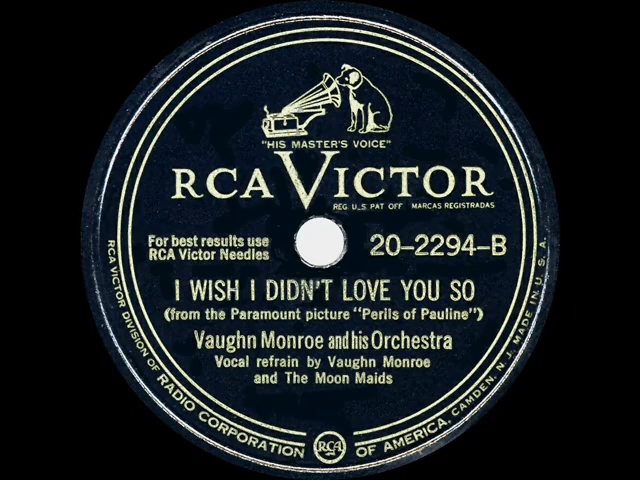 "HIS MASTER'S VOICE"
RCA VICTOR
REG. U.S. PAT OFF. MARCAS REGISTRADAS
For best results use
RCA Victor Needles
20-2294-B
I WISH I DIDN'T LOVE YOU SO
(from the Paramount picture "Perils of Pauline")
Vaughn Monroe and his Orchestra
Vocal refrain by Vaughn Monroe
and The Moon Maids
RCA VICTOR DIVISION OF RADIO CORPORATION OF AMERICA, CAMDEN, N. J. MADE IN U. S. A.
RCA